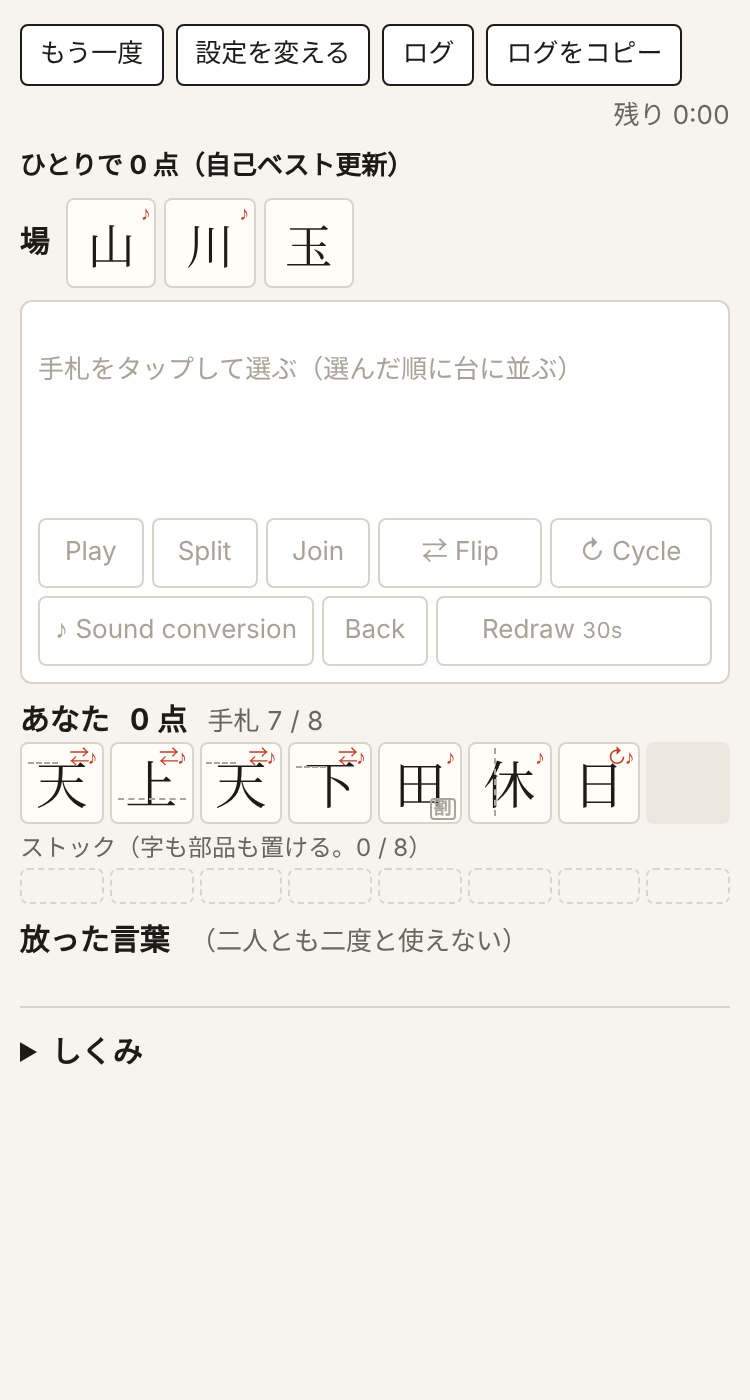 もう一度 設定を変える ログ ログをコピー
残り 0:00
ひとりで 0 点（自己ベスト更新）
場 山♪ 川♪ 玉
手札をタップして選ぶ（選んだ順に台に並ぶ）
Play Split Join ⇄ Flip ↻ Cycle
♪ Sound conversion Back Redraw 30s
あなた 0 点 手札 7 / 8
天⇄♪ 上⇄♪ 天⇄♪ 下⇄♪ 田♪割 休♪ 日↻♪
ストック（字も部品も置ける。0 / 8）
放った言葉 （二人とも二度と使えない）
▶ しくみ